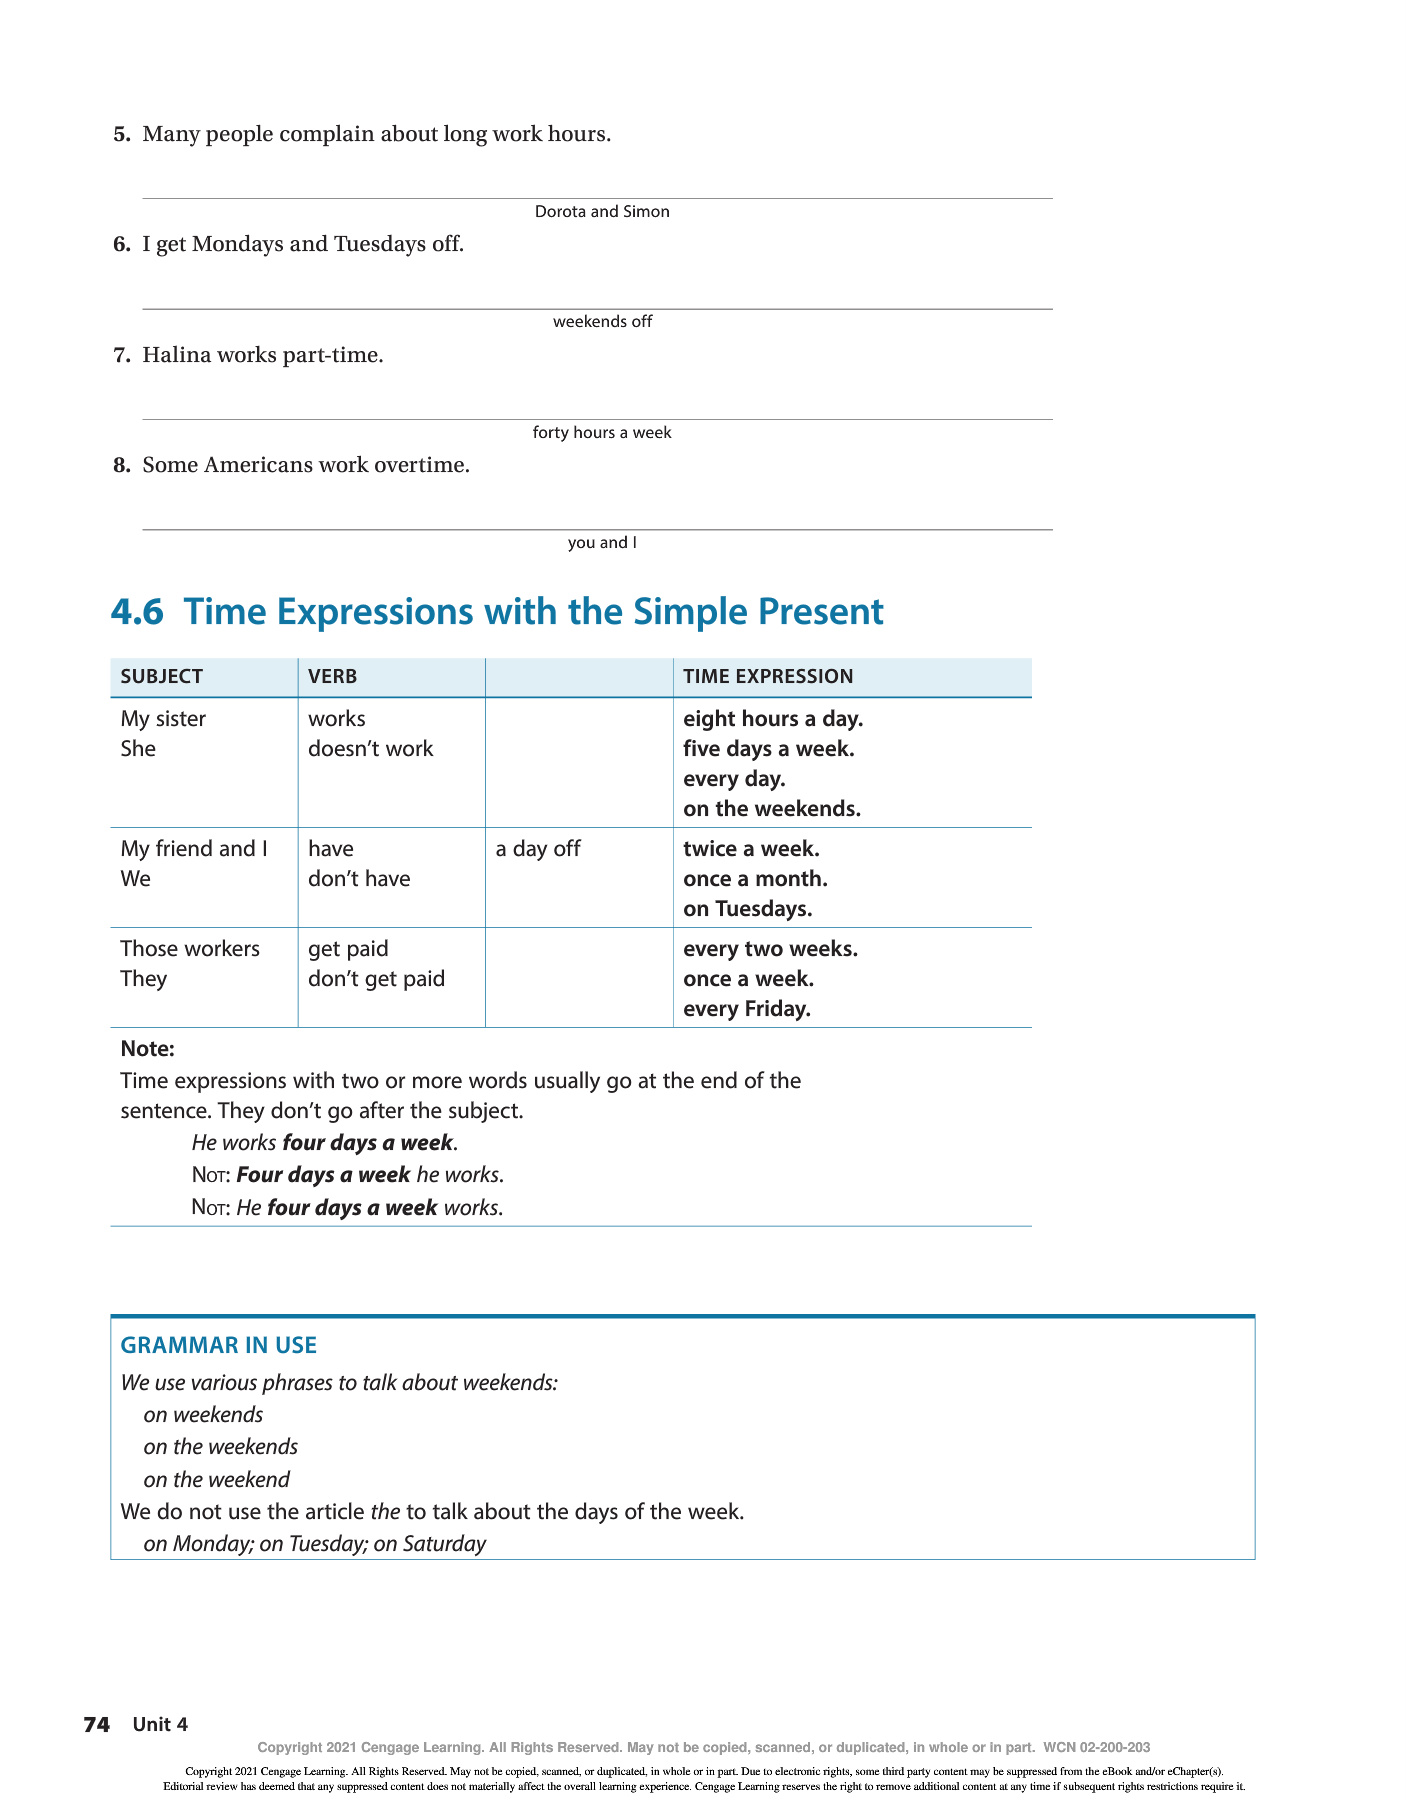 5. Many people complain about long work hours.
Dorota and Simon
6. I get Mondays and Tuesdays off.
weekends off
7. Halina works part-time.
forty hours a week
8. Some Americans work overtime.
you and I
4.6 Time Expressions with the Simple Present
SUBJECT VERB TIME EXPRESSION
My sister works eight hours a day.
She doesn't work five days a week.
every day.
on the weekends.
My friend and I have a day off twice a week.
We don't have once a month.
on Tuesdays.
Those workers get paid every two weeks.
They don't get paid once a week.
every Friday.
Note:
Time expressions with two or more words usually go at the end of the
sentence. They don't go after the subject.
He works four days a week.
NOT: Four days a week he works.
NOT: He four days a week works.
GRAMMAR IN USE
We use various phrases to talk about weekends:
on weekends
on the weekends
on the weekend
We do not use the article the to talk about the days of the week.
on Monday; on Tuesday; on Saturday
74 Unit 4
Copyright 2021 Cengage Learning. All Rights Reserved. May not be copied, scanned, or duplicated, in whole or in part. WCN 02-200-203
Copyright 2021 Cengage Learning. All Rights Reserved. May not be copied, scanned, or duplicated, in whole or in part. Due to electronic rights, some third party content may be suppressed from the eBook and/or eChapter(s).
Editorial review has deemed that any suppressed content does not materially affect the overall learning experience. Cengage Learning reserves the right to remove additional content at any time if subsequent rights restrictions require it.